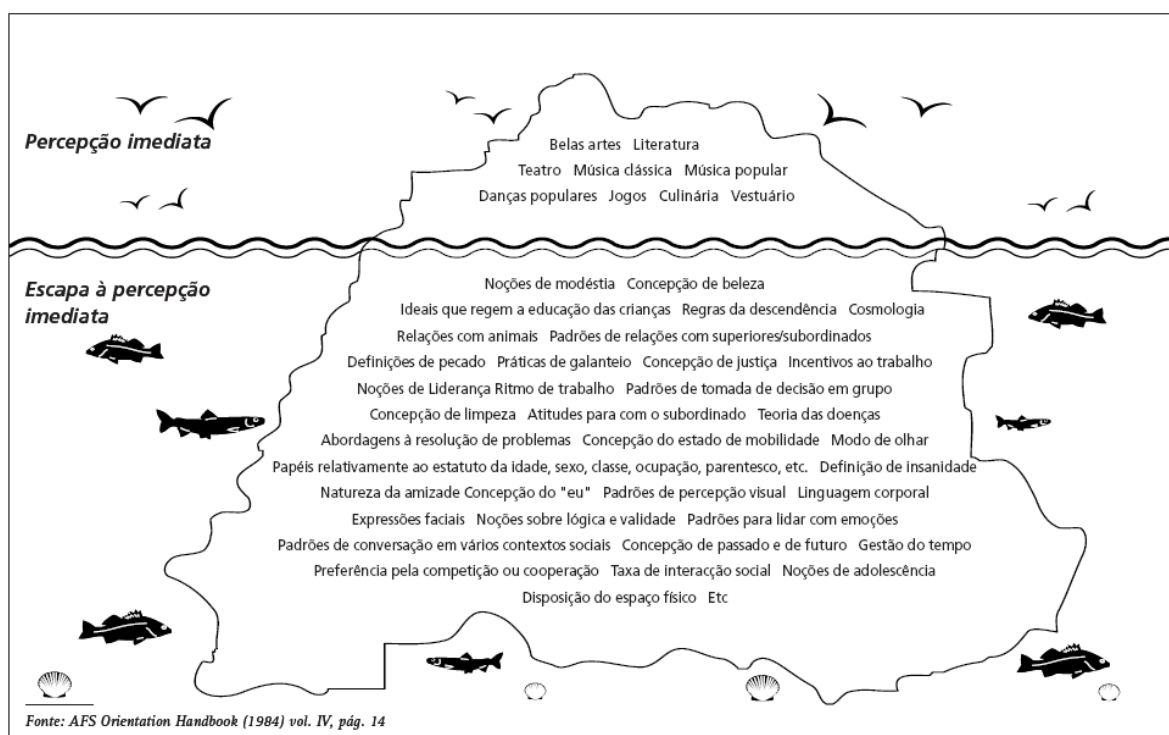 Percepção imediata
Belas artes Literatura
Teatro Música clássica Música popular
Danças populares Jogos Culinária Vestuário
Escapa à percepção
imediata
Noções de modéstia Concepção de beleza
Ideais que regem a educação das crianças Regras da descendência Cosmologia
Relações com animais Padrões de relações com superiores/subordinados
Definições de pecado Práticas de galanteio Concepção de justiça Incentivos ao trabalho
Noções de Liderança Ritmo de trabalho Padrões de tomada de decisão em grupo
Concepção de limpeza Atitudes para com o subordinado Teoria das doenças
Abordagens à resolução de problemas Concepção do estado de mobilidade Modo de olhar
Papéis relativamente ao estatuto da idade, sexo, classe, ocupação, parentesco, etc. Definição de insanidade
Natureza da amizade Concepção do "eu" Padrões de percepção visual Linguagem corporal
Expressões faciais Noções sobre lógica e validade Padrões para lidar com emoções
Padrões de conversação em vários contextos sociais Concepção de passado e de futuro Gestão do tempo
Preferência pela competição ou cooperação Taxa de interacção social Noções de adolescência
Disposição do espaço físico Etc
Fonte: AFS Orientation Handbook (1984) vol. IV, pág. 14